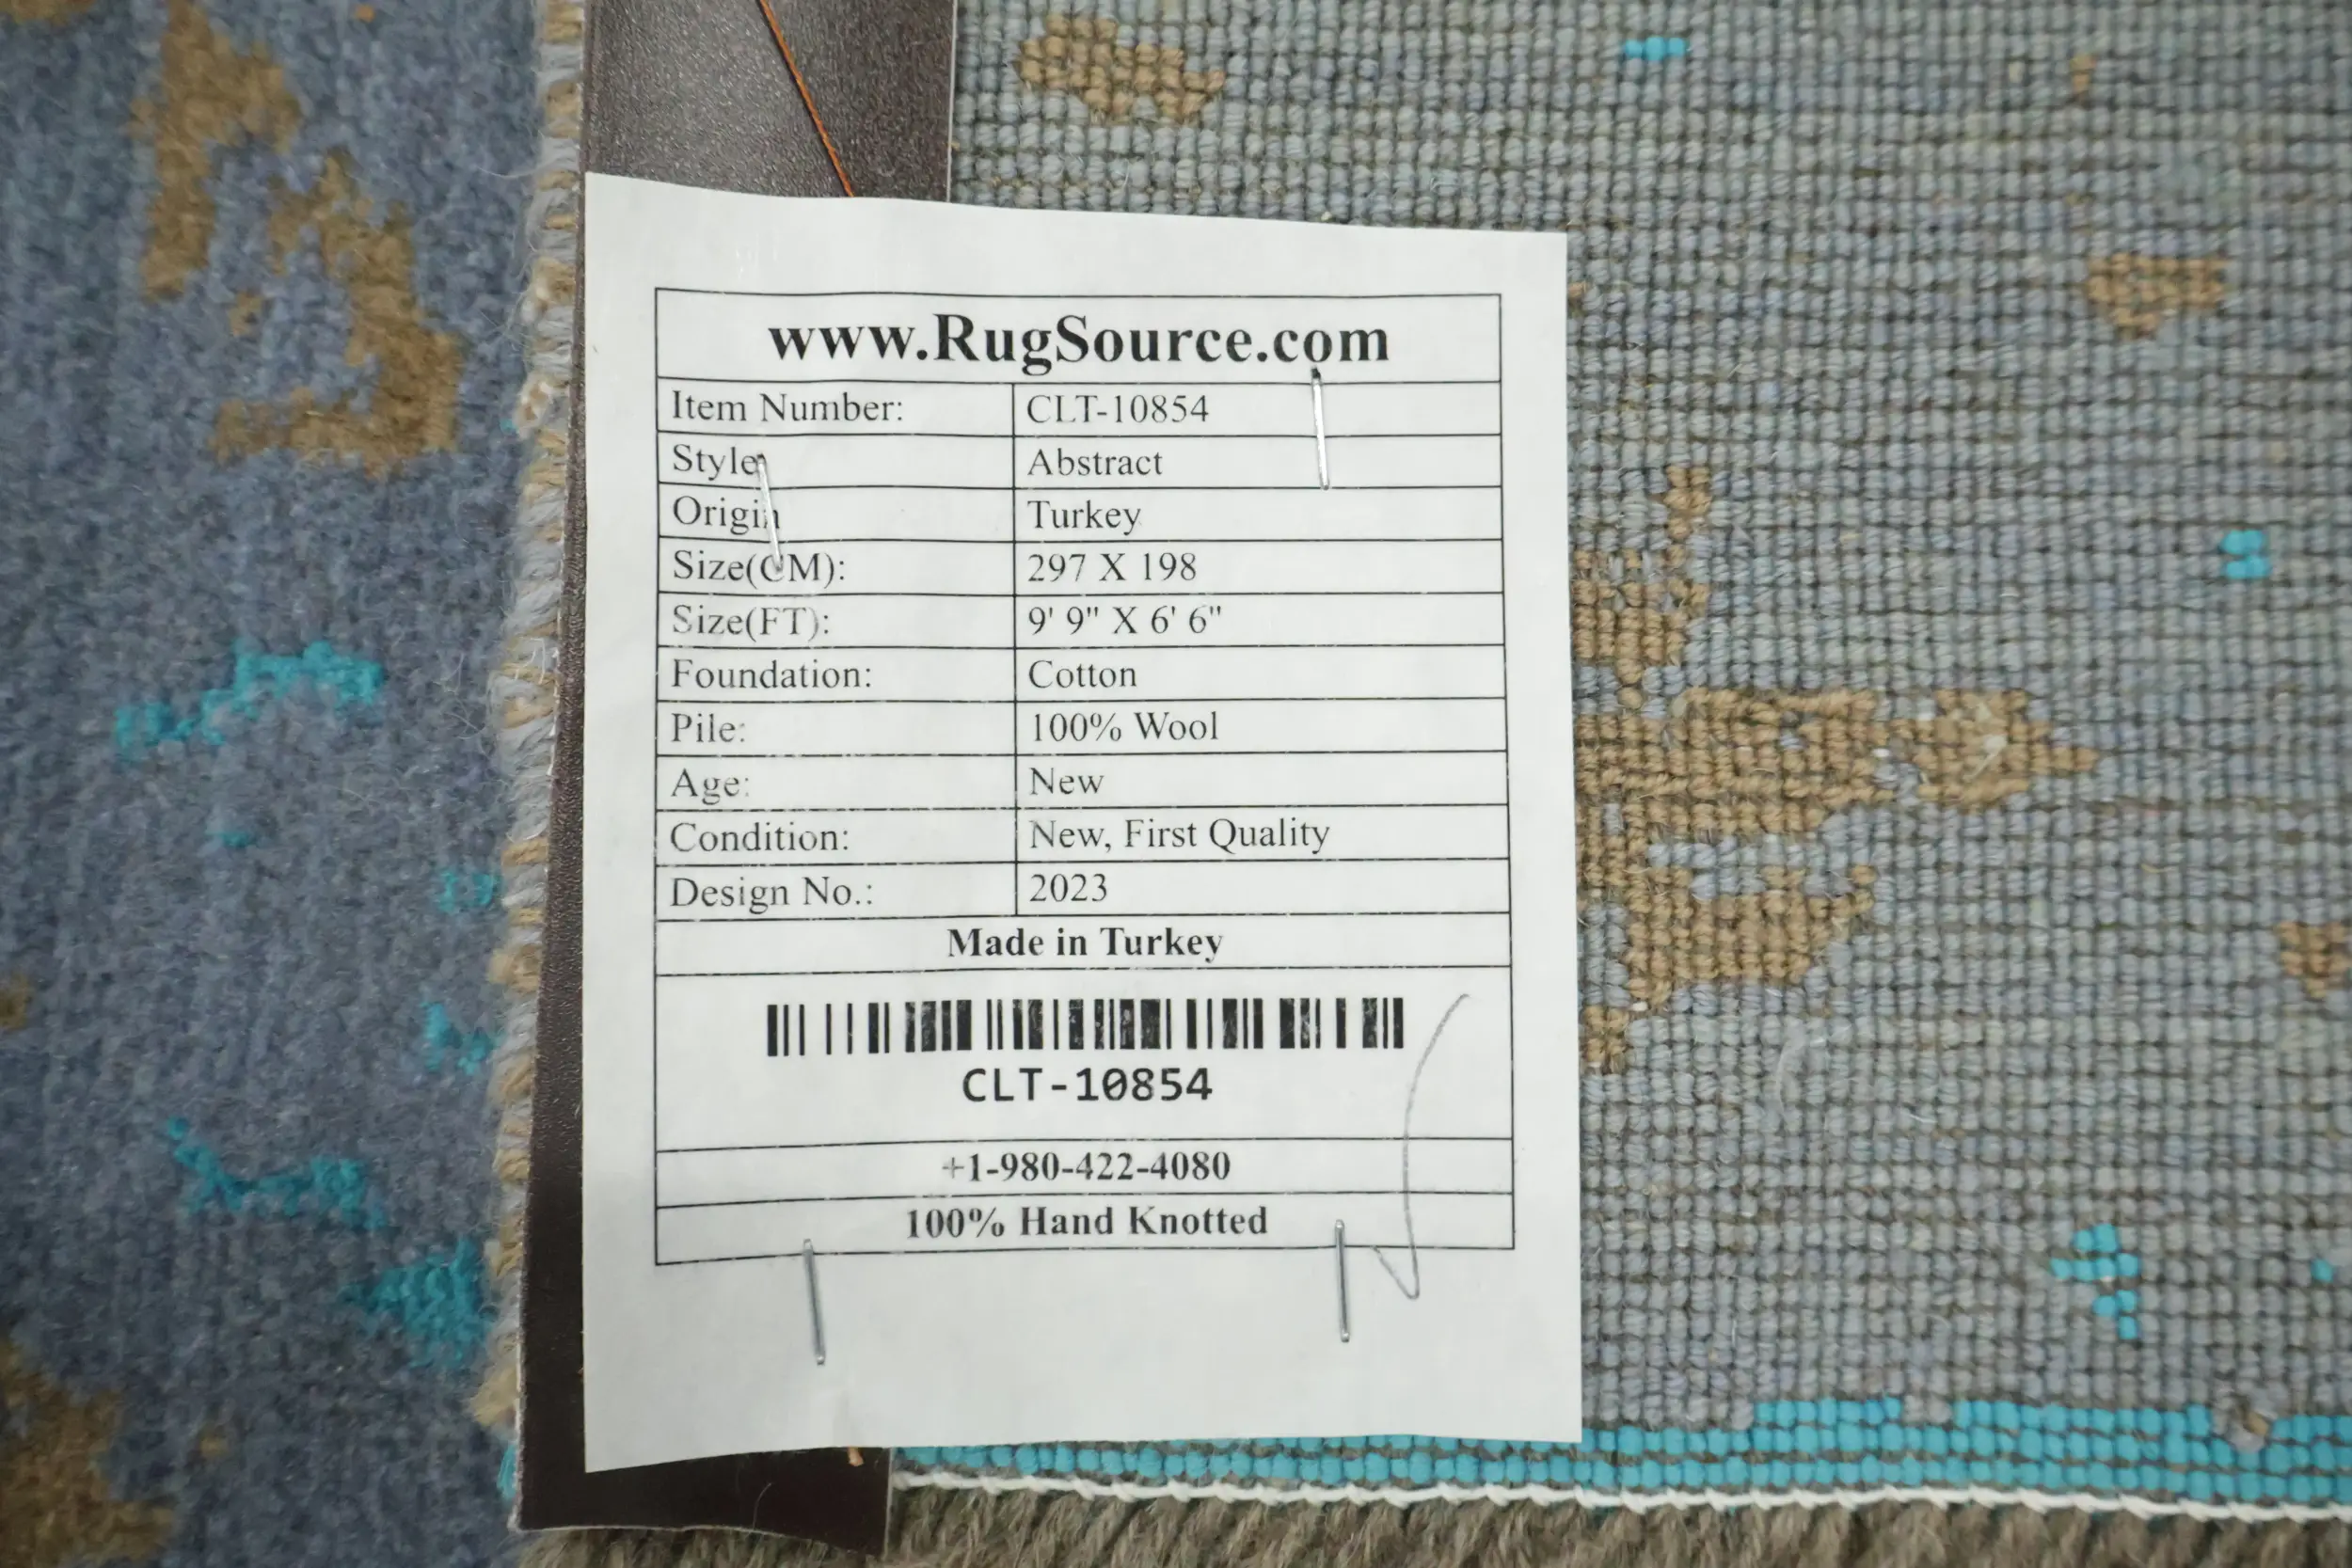 www.RugSource.com
Item Number: CLT-10854
Style: Abstract
Origin Turkey
Size(CM): 297 X 198
Size(FT): 9' 9" X 6' 6"
Foundation: Cotton
Pile: 100% Wool
Age: New
Condition: New, First Quality
Design No.: 2023
Made in Turkey
CLT-10854
+1-980-422-4080
100% Hand Knotted